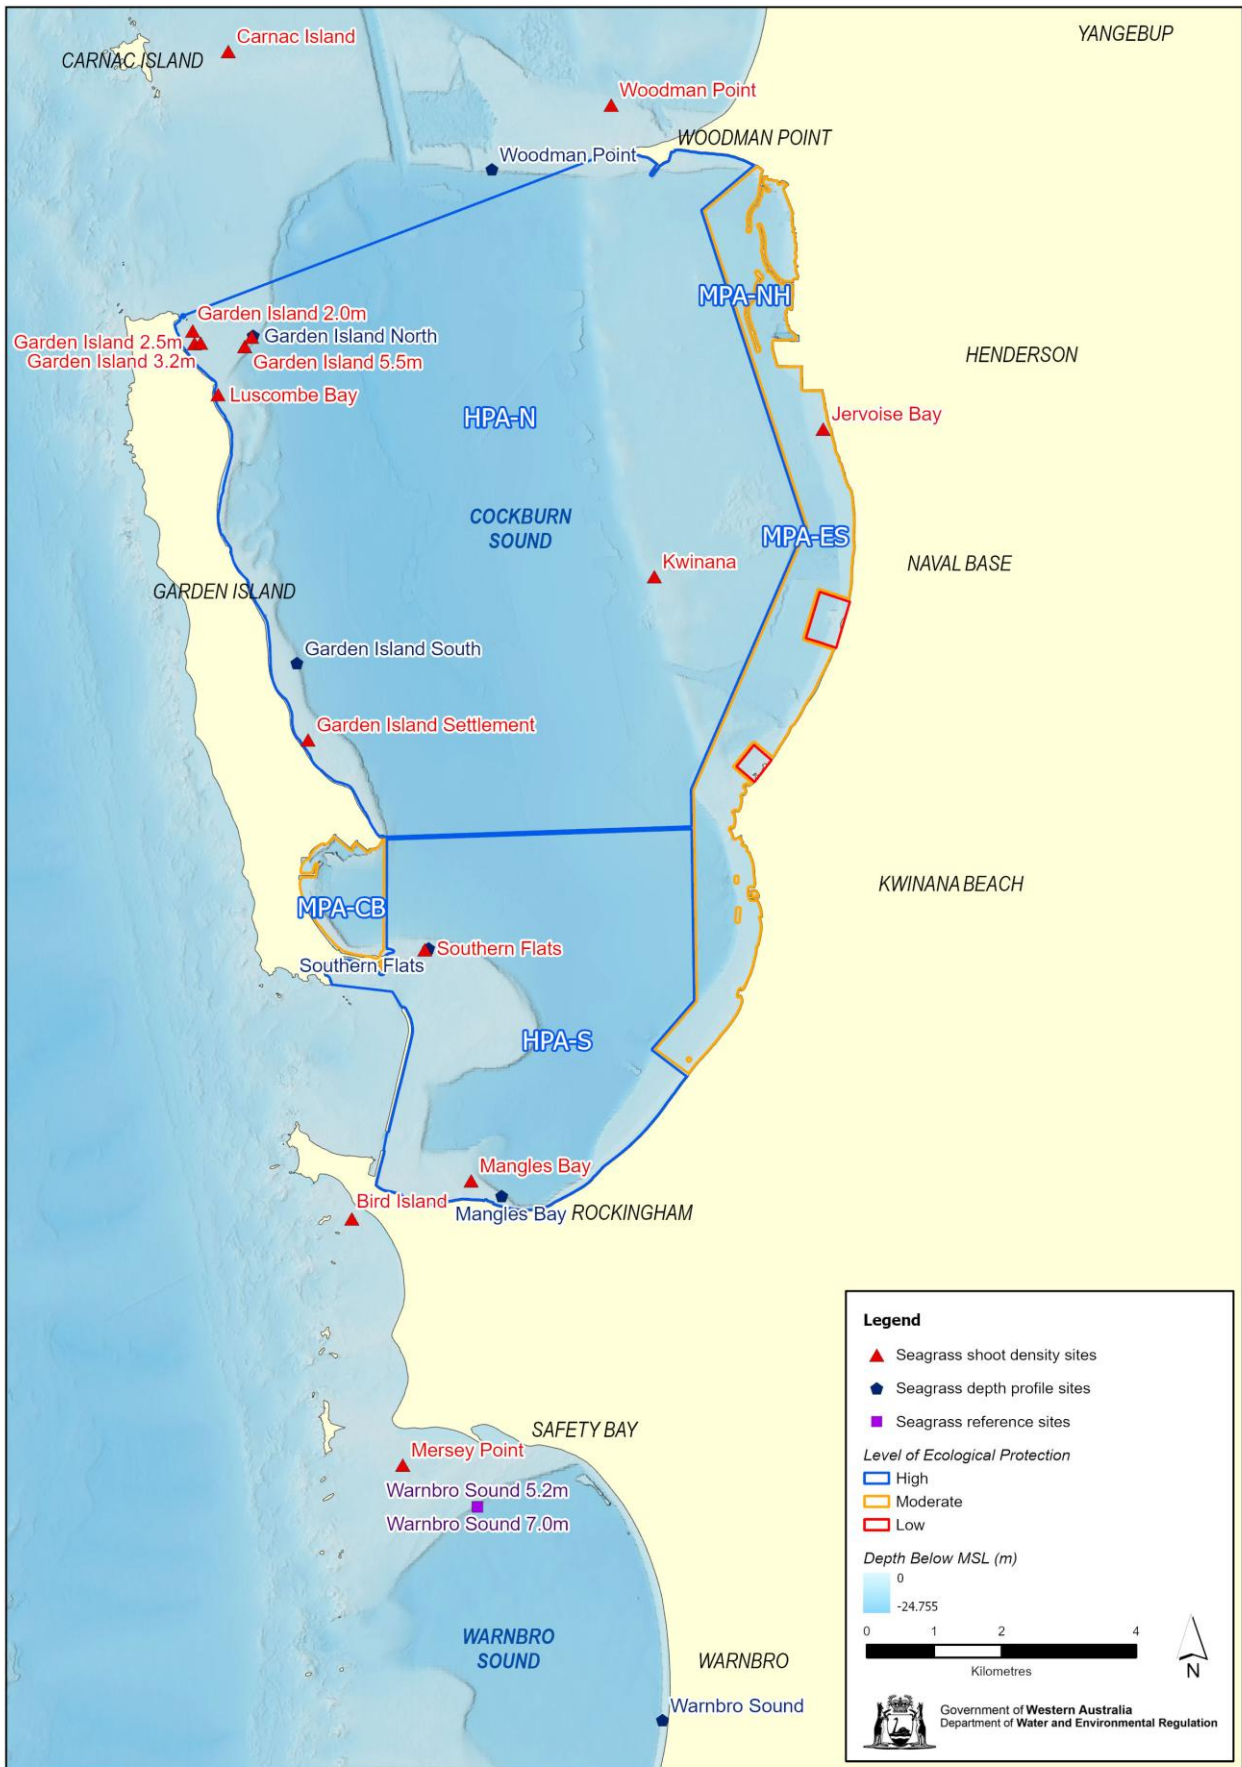 YANGEBUP
Carnac Island
CARNAC ISLAND
Woodman Point
WOODMAN POINT
Woodman Point
MPA-NH
Garden Island 2.0m
Garden Island North
Garden Island 2.5m
Garden Island 3.2m
Garden Island 5.5m
HENDERSON
Luscombe Bay
HPA-N
Jervoise Bay
COCKBURN
SOUND
MPA-ES
Kwinana
NAVAL BASE
GARDEN ISLAND
Garden Island South
Garden Island Settlement
KWINANA BEACH
MPA-CB
Southern Flats
Southern Flats
HPA-S
Mangles Bay
Bird Island
Mangles Bay
ROCKINGHAM
SAFETY BAY
Mersey Point
Warnbro Sound 5.2m
Warnbro Sound 7.0m
WARNBRO
SOUND
WARNBRO
Warnbro Sound
Legend
Seagrass shoot density sites
Seagrass depth profile sites
Seagrass reference sites
Level of Ecological Protection
High
Moderate
Low
Depth Below MSL (m)
0
-24.755
0 1 2 4
Kilometres
N
Government of Western Australia
Department of Water and Environmental Regulation